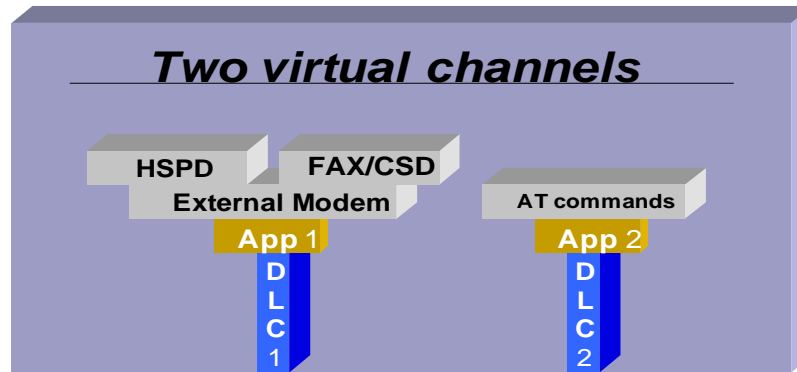 Two virtual channels
HSPD
FAX/CSD
External Modem
App 1
D
L
C
1
AT commands
App 2
D
L
C
2